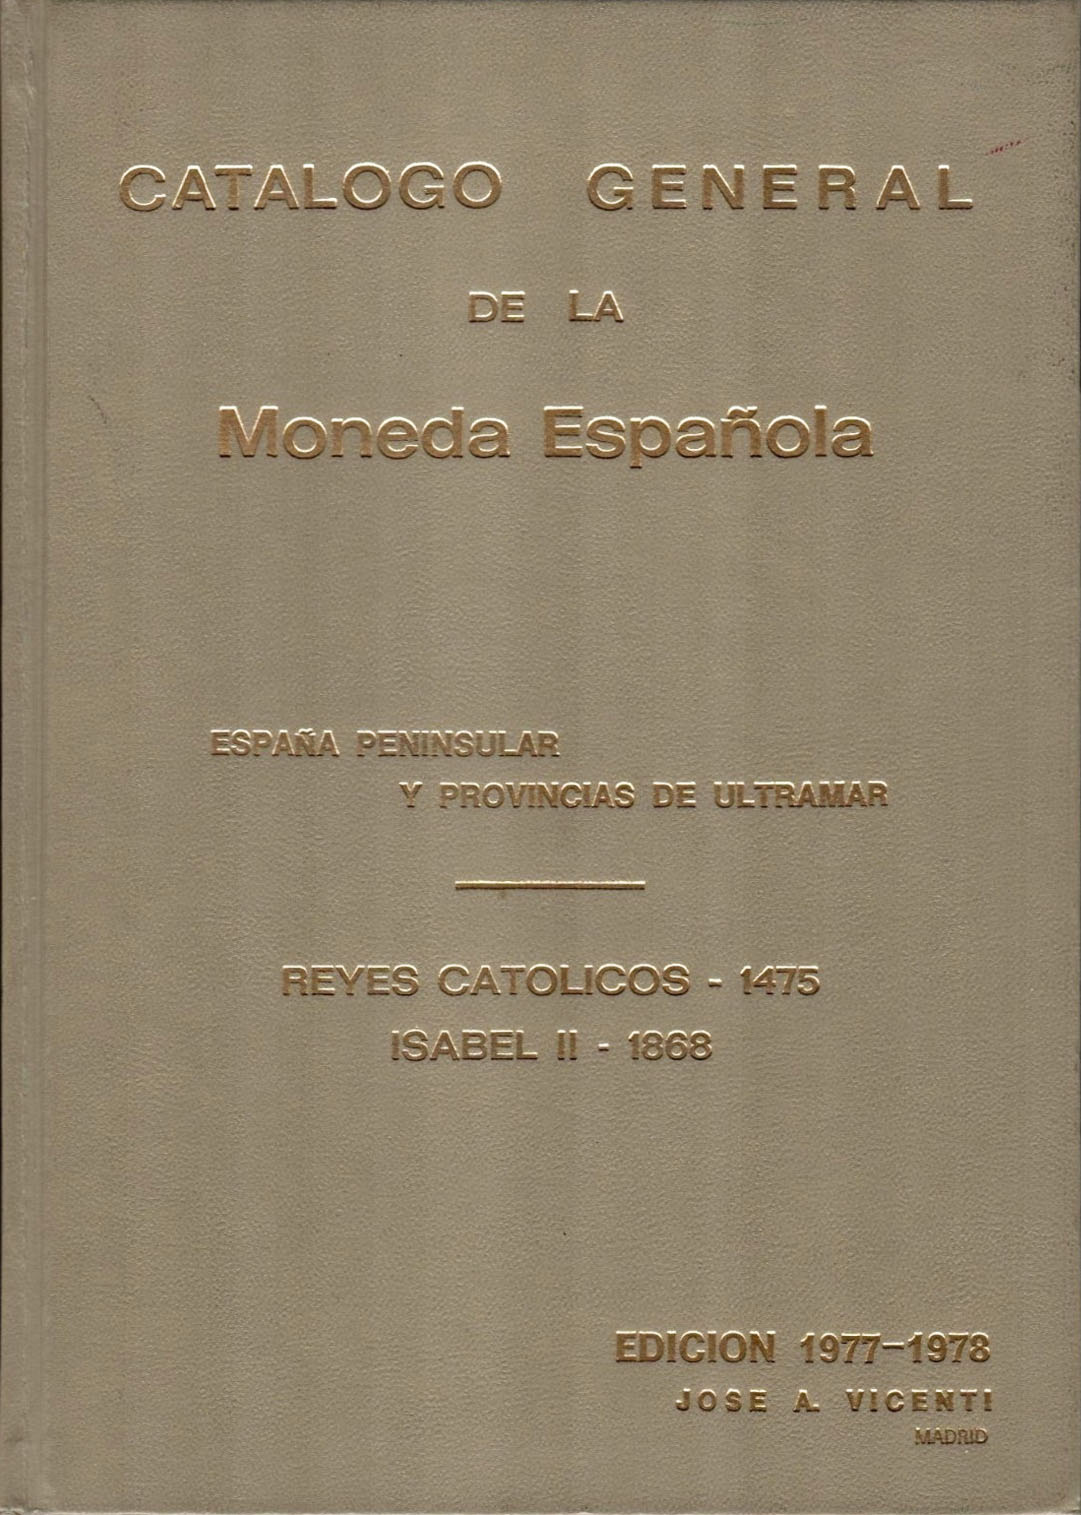 CATALOGO GENERAL
DE LA
Moneda Española
ESPAÑA PENINSULAR
Y PROVINCIAS DE ULTRAMAR
REYES CATOLICOS - 1475
ISABEL II - 1868
EDICION 1977-1978
JOSE A. VICENTI
MADRID